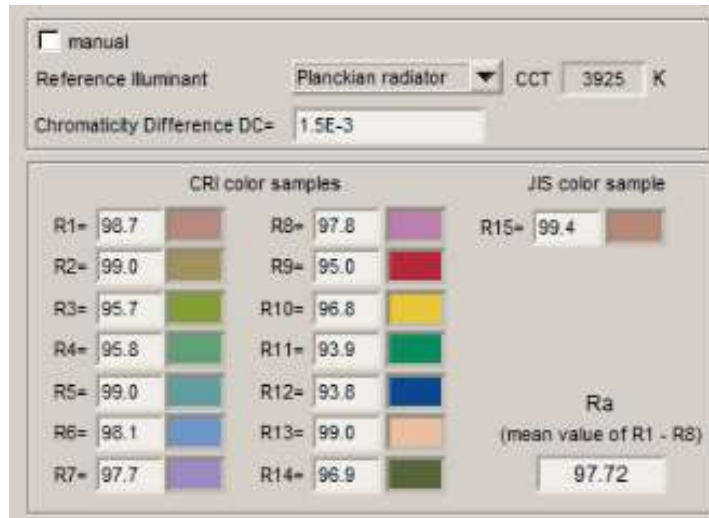 manual
Reference Illuminant Planckian radiator CCT 3925 K
Chromaticity Difference DC= 1.5E-3
CRI color samples JIS color sample
R1= 98.7 R8= 97.8 R15= 99.4
R2= 99.0 R9= 95.0
R3= 95.7 R10= 96.8
R4= 95.8 R11= 93.9
R5= 99.0 R12= 93.8
R6= 98.1 R13= 99.0
R7= 97.7 R14= 96.9
Ra
(mean value of R1 - R8)
97.72